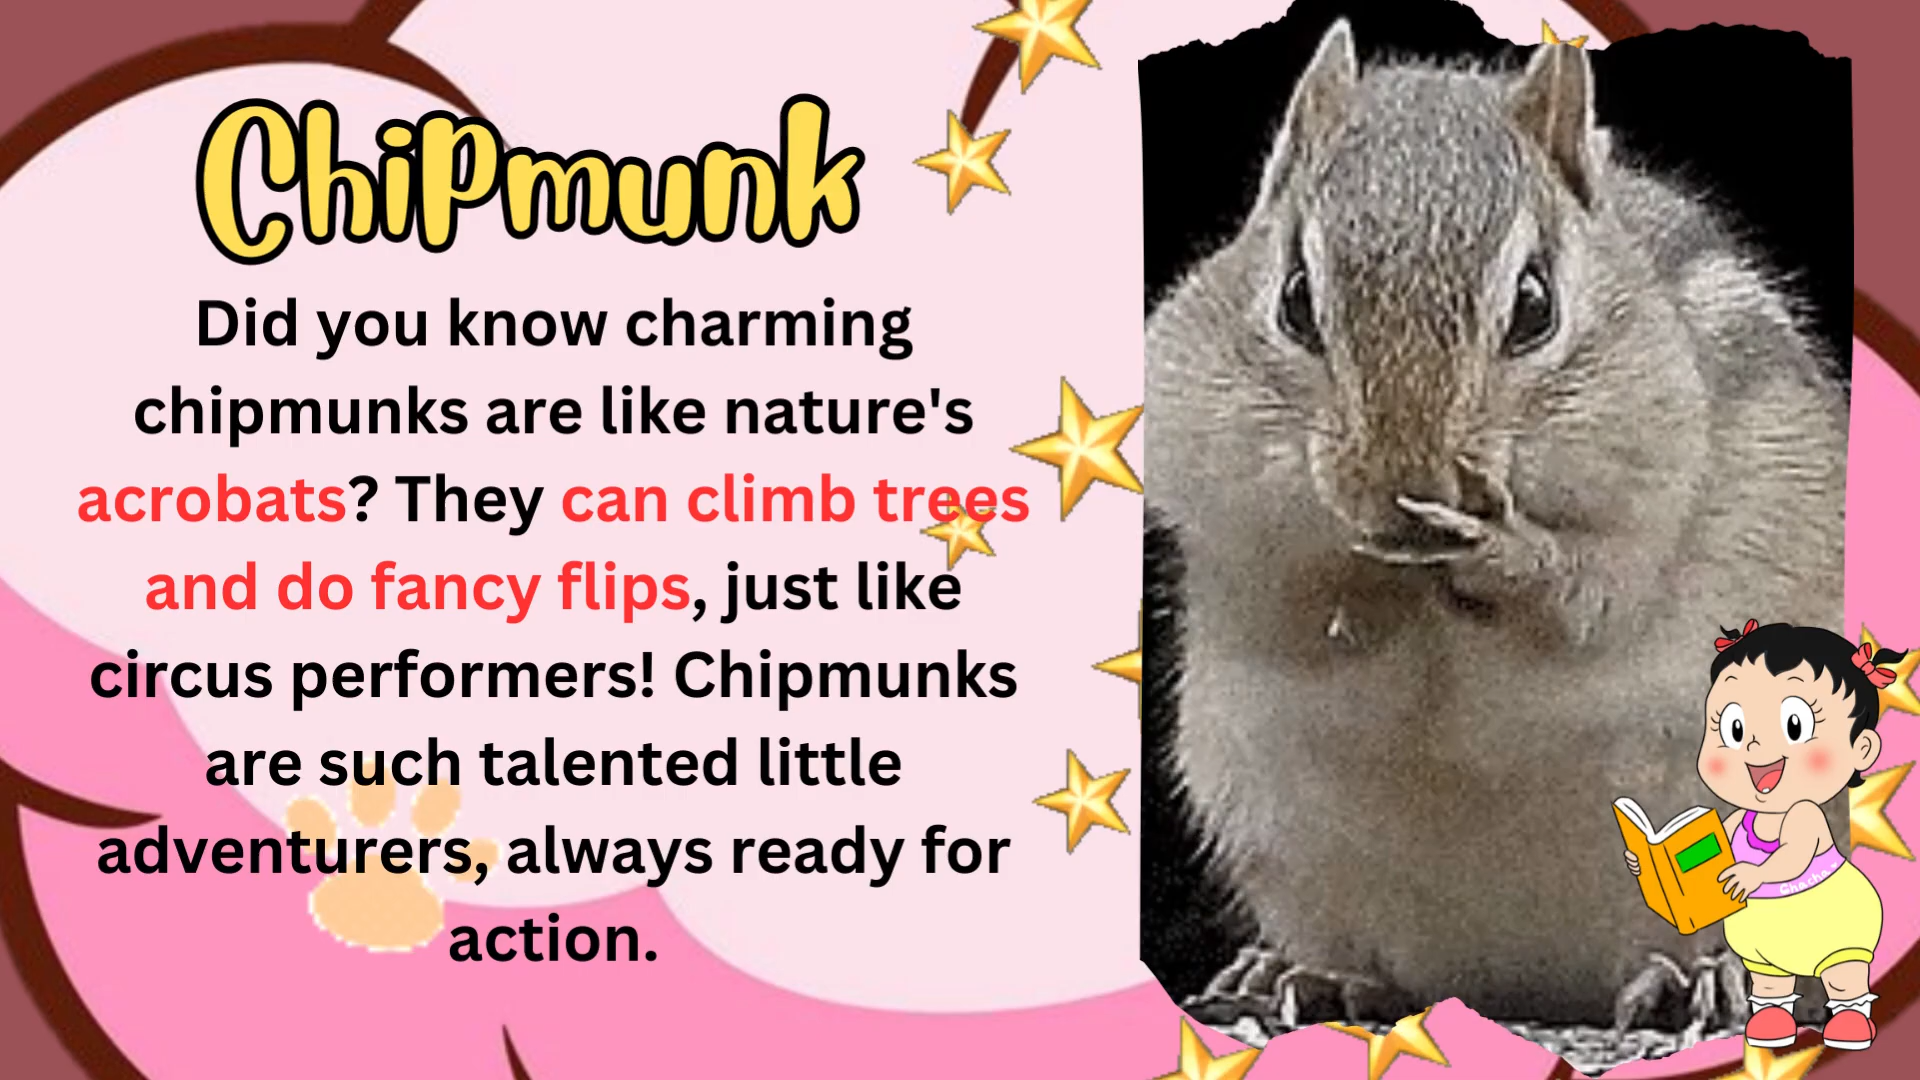 Chipmunk
Did you know charming
chipmunks are like nature's
acrobats? They can climb trees
and do fancy flips, just like
circus performers! Chipmunks
are such talented little
adventurers, always ready for
action.
Chacha